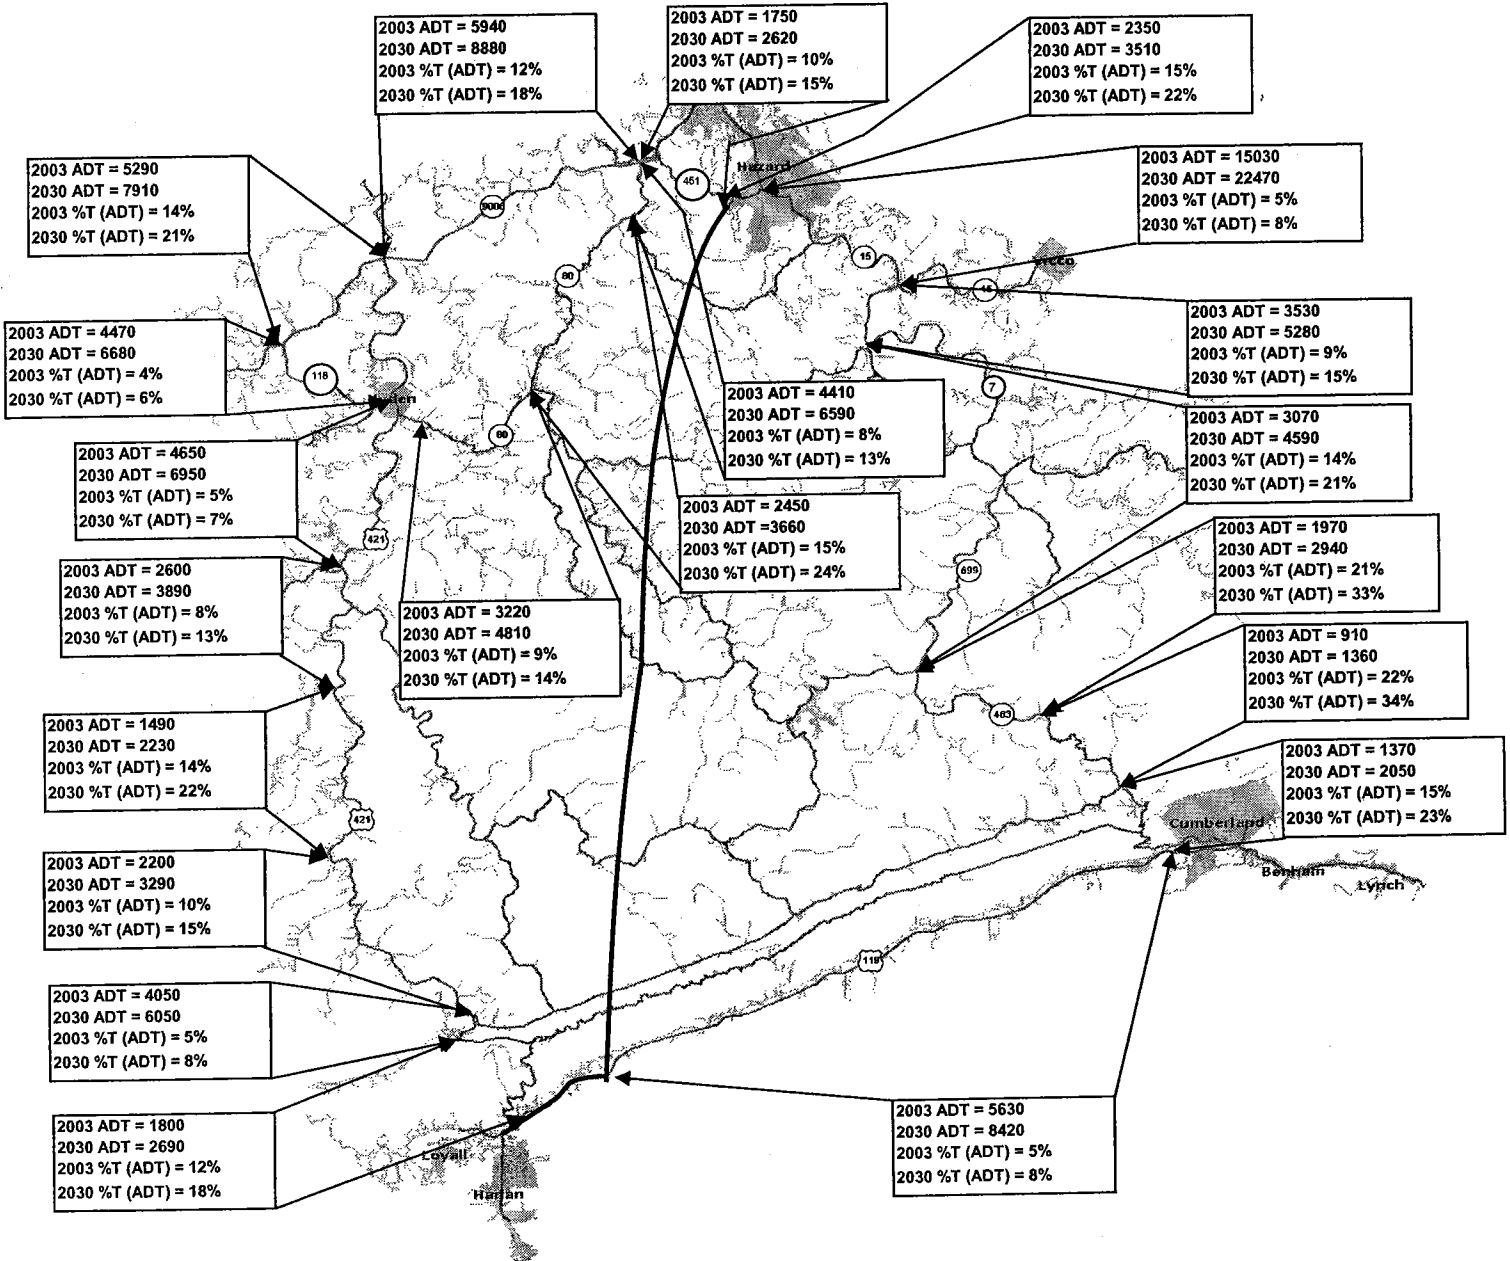 2003 ADT = 5940
2030 ADT = 8880
2003 %T (ADT) = 12%
2030 %T (ADT) = 18%
2003 ADT = 1750
2030 ADT = 2620
2003 %T (ADT) = 10%
2030 %T (ADT) = 15%
2003 ADT = 2350
2030 ADT = 3510
2003 %T (ADT) = 15%
2030 %T (ADT) = 22%
2003 ADT = 5290
2030 ADT = 7910
2003 %T (ADT) = 14%
2030 %T (ADT) = 21%
2003 ADT = 15030
2030 ADT = 22470
2003 %T (ADT) = 5%
2030 %T (ADT) = 8%
Hazard
451
9006
15
80
15
2003 ADT = 3530
2030 ADT = 5280
2003 %T (ADT) = 9%
2030 %T (ADT) = 15%
2003 ADT = 4470
2030 ADT = 6680
2003 %T (ADT) = 4%
2030 %T (ADT) = 6%
118
7
2003 ADT = 4410
2030 ADT = 6590
2003 %T (ADT) = 8%
2030 %T (ADT) = 13%
2003 ADT = 3070
2030 ADT = 4590
2003 %T (ADT) = 14%
2030 %T (ADT) = 21%
80
2003 ADT = 4650
2030 ADT = 6950
2003 %T (ADT) = 5%
2030 %T (ADT) = 7%
2003 ADT = 2450
2030 ADT =3660
2003 %T (ADT) = 15%
2030 %T (ADT) = 24%
421
2003 ADT = 1970
2030 ADT = 2940
2003 %T (ADT) = 21%
2030 %T (ADT) = 33%
699
2003 ADT = 2600
2030 ADT = 3890
2003 %T (ADT) = 8%
2030 %T (ADT) = 13%
2003 ADT = 3220
2030 ADT = 4810
2003 %T (ADT) = 9%
2030 %T (ADT) = 14%
2003 ADT = 910
2030 ADT = 1360
2003 %T (ADT) = 22%
2030 %T (ADT) = 34%
463
2003 ADT = 1490
2030 ADT = 2230
2003 %T (ADT) = 14%
2030 %T (ADT) = 22%
2003 ADT = 1370
2030 ADT = 2050
2003 %T (ADT) = 15%
2030 %T (ADT) = 23%
421
Cumberland
Benham
Lynch
2003 ADT = 2200
2030 ADT = 3290
2003 %T (ADT) = 10%
2030 %T (ADT) = 15%
119
2003 ADT = 4050
2030 ADT = 6050
2003 %T (ADT) = 5%
2030 %T (ADT) = 8%
2003 ADT = 1800
2030 ADT = 2690
2003 %T (ADT) = 12%
2030 %T (ADT) = 18%
2003 ADT = 5630
2030 ADT = 8420
2003 %T (ADT) = 5%
2030 %T (ADT) = 8%
Loyall
Harlan